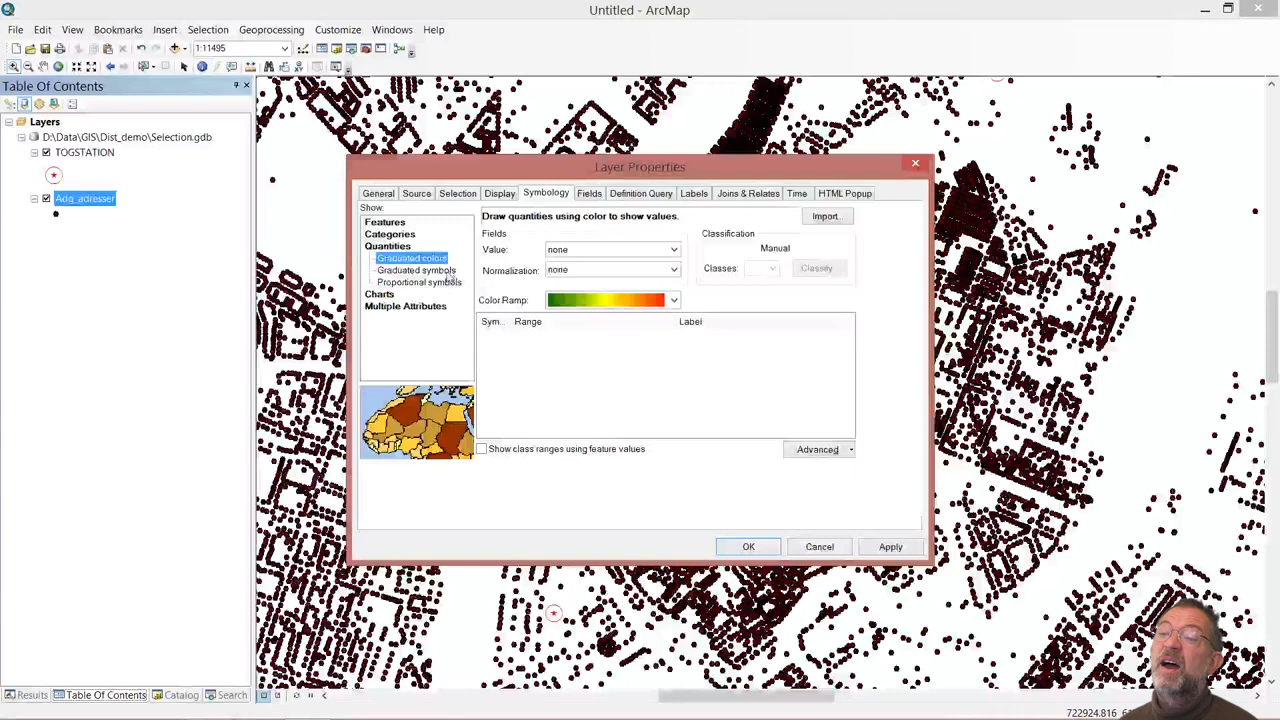 Untitled - ArcMap
File Edit View Bookmarks Insert Selection Geoprocessing Customize Windows Help
1:11495
Table Of Contents
Layers
D:\Data\GIS\Dist_demo\Selection.gdb
TOGSTATION
Adg_adresser
Layer Properties
General Source Selection Display Symbology Fields Definition Query Labels Joins & Relates Time HTML Popup
Show:
Features
Categories
Quantities
Graduated colors
Graduated symbols
Proportional symbols
Charts
Multiple Attributes
Draw quantities using color to show values.
Import...
Fields
Value: none
Normalization: none
Classification
Manual
Classes:
Classify
Color Ramp:
Sym... Range Label
Show class ranges using feature values
Advanced
OK Cancel Apply
Results Table Of Contents Catalog Search